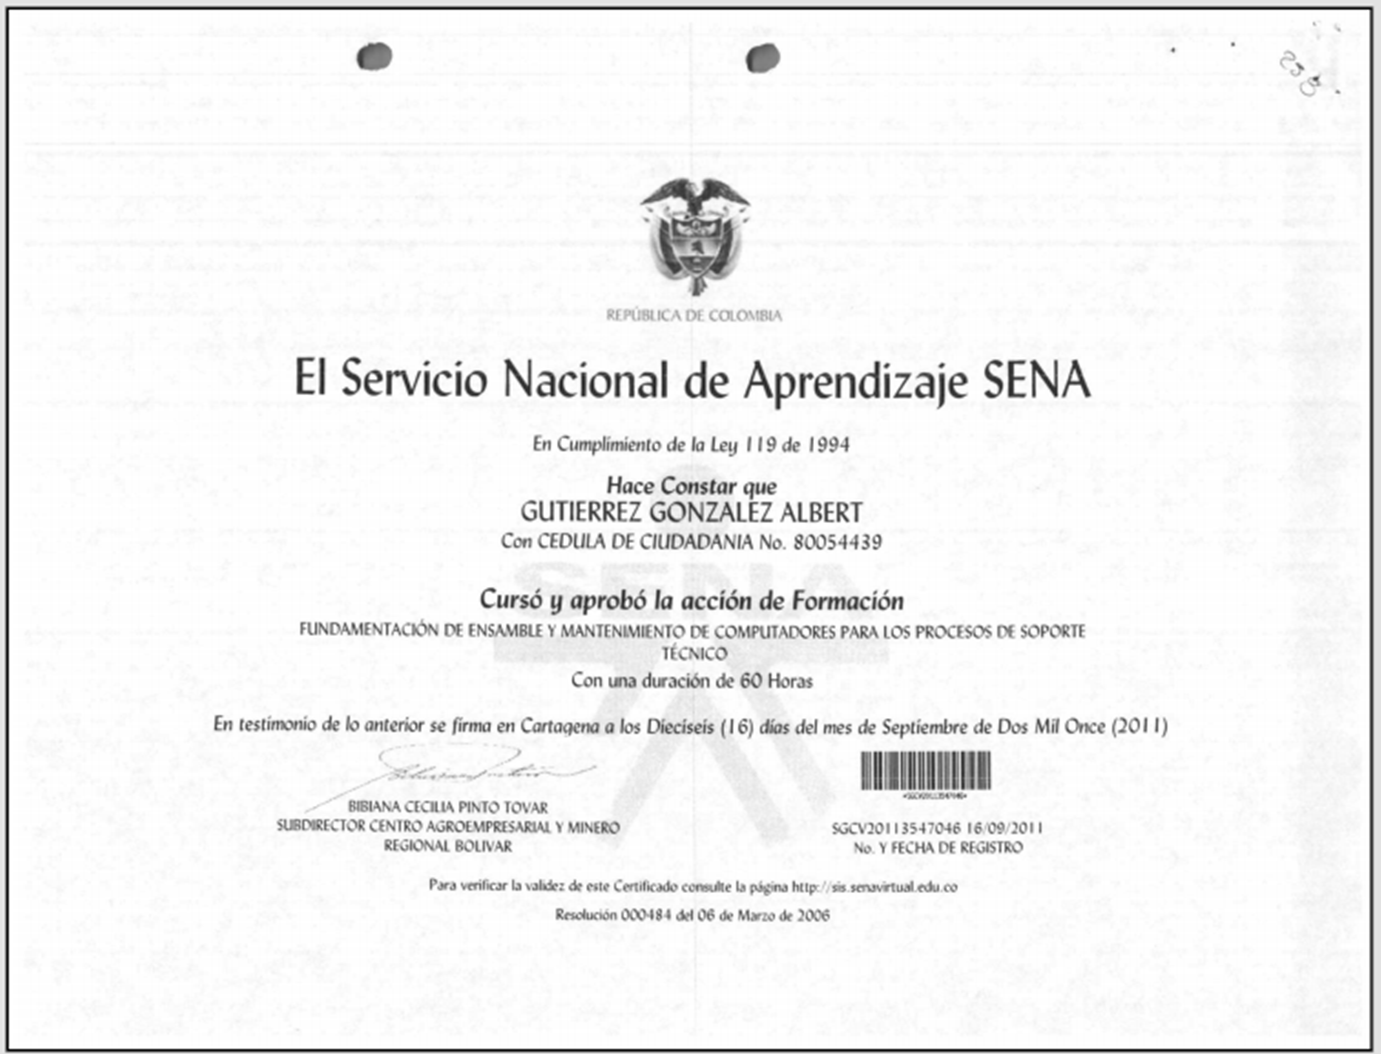 REPÚBLICA DE COLOMBIA
El Servicio Nacional de Aprendizaje SENA
En Cumplimiento de la Ley 119 de 1994
Hace Constar que
GUTIERREZ GONZALEZ ALBERT
Con CEDULA DE CIUDADANIA No. 80054439
SENA
Cursó y aprobó la acción de Formación
FUNDAMENTACIÓN DE ENSAMBLE Y MANTENIMIENTO DE COMPUTADORES PARA LOS PROCESOS DE SOPORTE
TÉCNICO
Con una duración de 60 Horas
En testimonio de lo anterior se firma en Cartagena a los Dieciseis (16) días del mes de Septiembre de Dos Mil Once (2011)
BIBIANA CECILIA PINTO TOVAR
SUBDIRECTOR CENTRO AGROEMPRESARIAL Y MINERO
REGIONAL BOLIVAR
SGCV20113547046 16/09/2011
No. Y FECHA DE REGISTRO
Para verificar la validez de este Certificado consulte la página http://sis.senavirtual.edu.co
Resolución 000484 del 06 de Marzo de 2006